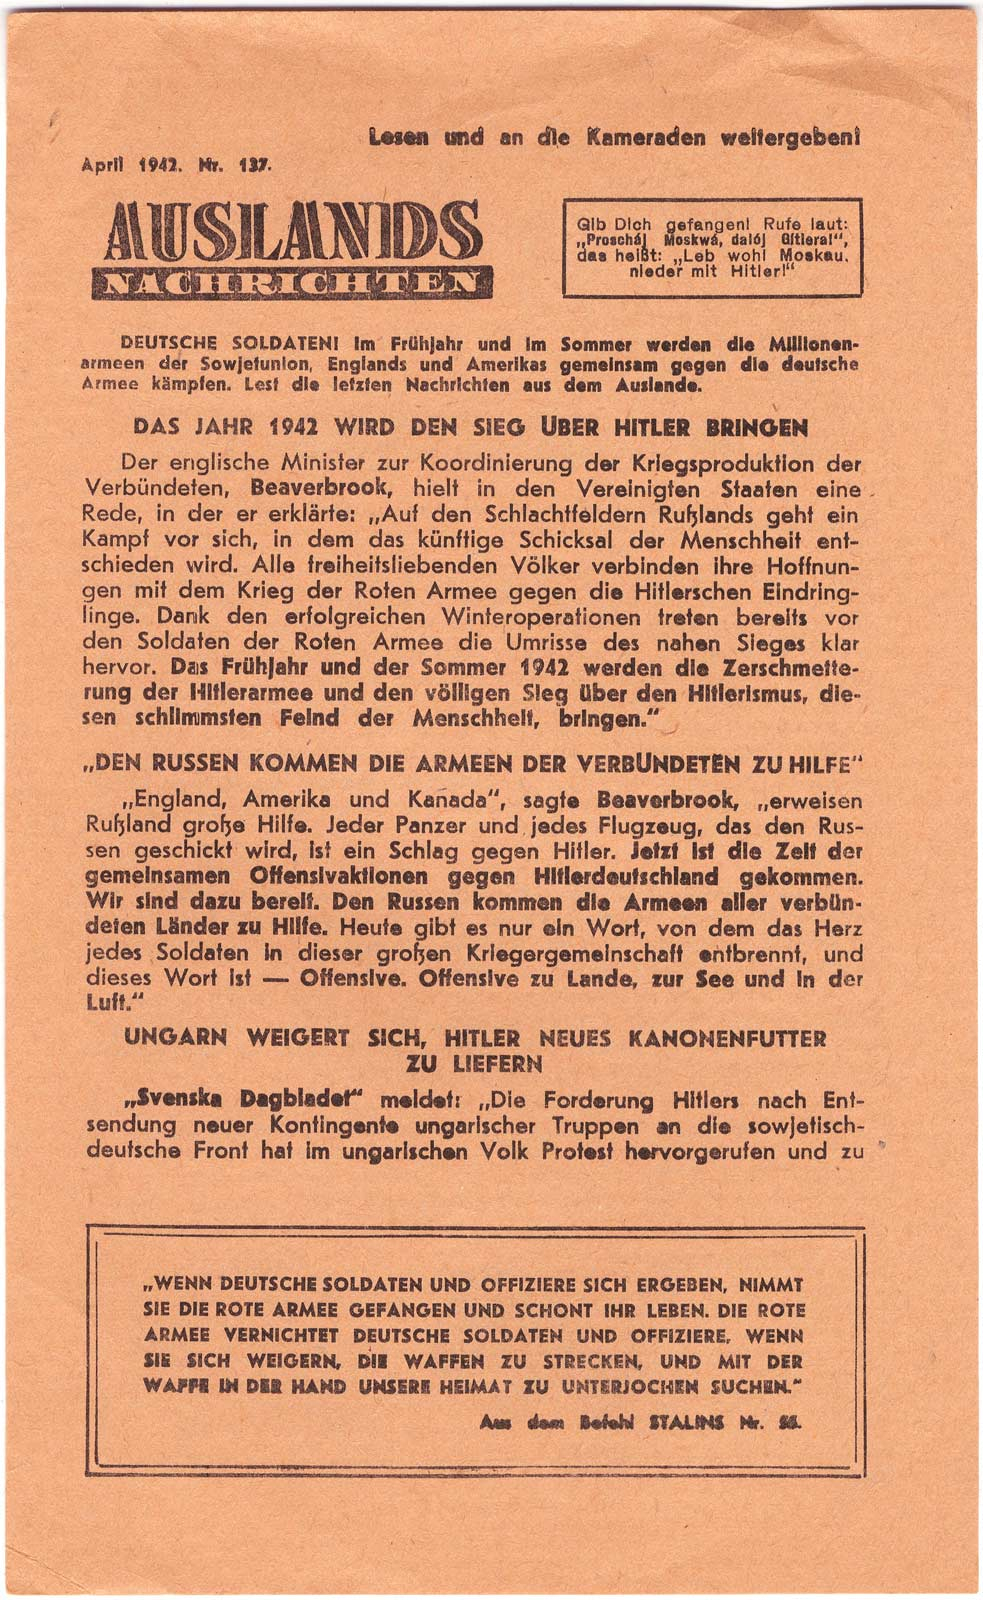 Lesen und an die Kameraden weitergeben!
April 1942. Nr. 137.
AUSLANDS
NACHRICHTEN
Gib Dich gefangen! Rufe laut:
„Proschái Moskwá, dalój Gitlera!“,
das heißt: „Leb wohl Moskau,
nieder mit Hitler!“
DEUTSCHE SOLDATEN! Im Frühjahr und im Sommer werden die Millionen-
armeen der Sowjetunion, Englands und Amerikas gemeinsam gegen die deutsche
Armee kämpfen. Lest die letzten Nachrichten aus dem Auslande.
DAS JAHR 1942 WIRD DEN SIEG ÜBER HITLER BRINGEN
Der englische Minister zur Koordinierung der Kriegsproduktion der
Verbündeten, Beaverbrook, hielt in den Vereinigten Staaten eine
Rede, in der er erklärte: „Auf den Schlachtfeldern Rußlands geht ein
Kampf vor sich, in dem das künftige Schicksal der Menschheit ent-
schieden wird. Alle freiheitsliebenden Völker verbinden ihre Hoffnun-
gen mit dem Krieg der Roten Armee gegen die Hitlerschen Eindring-
linge. Dank den erfolgreichen Winteroperationen treten bereits vor
den Soldaten der Roten Armee die Umrisse des nahen Sieges klar
hervor. Das Frühjahr und der Sommer 1942 werden die Zerschmette-
rung der Hitlerarmee und den völligen Sieg über den Hitlerismus, die-
sen schlimmsten Feind der Menschheit, bringen.“
„DEN RUSSEN KOMMEN DIE ARMEEN DER VERBÜNDETEN ZU HILFE“
„England, Amerika und Kanada“, sagte Beaverbrook, „erweisen
Rußland große Hilfe. Jeder Panzer und jedes Flugzeug, das den Rus-
sen geschickt wird, ist ein Schlag gegen Hitler. Jetzt ist die Zeit der
gemeinsamen Offensivaktionen gegen Hitlerdeutschland gekommen.
Wir sind dazu bereit. Den Russen kommen die Armeen aller verbün-
deten Länder zu Hilfe. Heute gibt es nur ein Wort, von dem das Herz
jedes Soldaten in dieser großen Kriegergemeinschaft entbrennt, und
dieses Wort ist — Offensive. Offensive zu Lande, zur See und in der
Luft.“
UNGARN WEIGERT SICH, HITLER NEUES KANONENFUTTER
ZU LIEFERN
„Svenska Dagbladet“ meldet: „Die Forderung Hitlers nach Ent-
sendung neuer Kontingente ungarischer Truppen an die sowjetisch-
deutsche Front hat im ungarischen Volk Protest hervorgerufen und zu
„WENN DEUTSCHE SOLDATEN UND OFFIZIERE SICH ERGEBEN, NIMMT
SIE DIE ROTE ARMEE GEFANGEN UND SCHONT IHR LEBEN. DIE ROTE
ARMEE VERNICHTET DEUTSCHE SOLDATEN UND OFFIZIERE, WENN
SIE SICH WEIGERN, DIE WAFFEN ZU STRECKEN, UND MIT DER
WAFFE IN DER HAND UNSERE HEIMAT ZU UNTERJOCHEN SUCHEN.“
Aus dem Befehl STALINS Nr. 55.